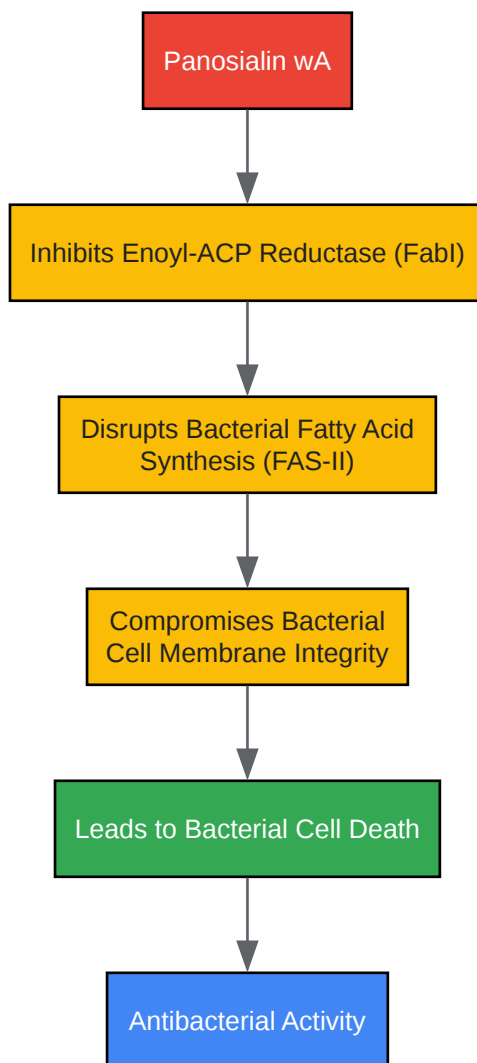 Panosialin wA
Inhibits Enoyl-ACP Reductase (FabI)
Disrupts Bacterial Fatty Acid
Synthesis (FAS-II)
Compromises Bacterial
Cell Membrane Integrity
Leads to Bacterial Cell Death
Antibacterial Activity